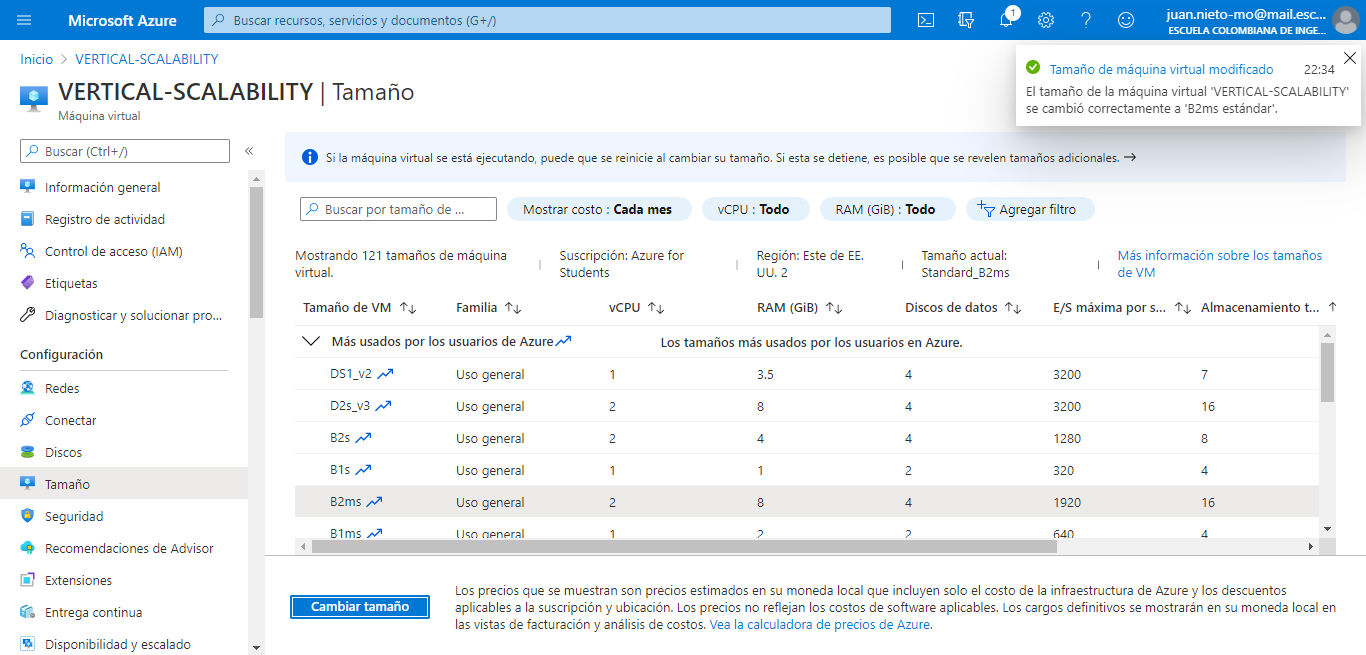 Microsoft Azure
Buscar recursos, servicios y documentos (G+/)
1
juan.nieto-mo@mail.esc...
ESCUELA COLOMBIANA DE INGE...
Inicio > VERTICAL-SCALABILITY
VERTICAL-SCALABILITY | Tamaño
Máquina virtual
Tamaño de máquina virtual modificado 22:34
El tamaño de la máquina virtual 'VERTICAL-SCALABILITY'
se cambió correctamente a 'B2ms estándar'.
Buscar (Ctrl+/)
«
Información general
Registro de actividad
Control de acceso (IAM)
Etiquetas
Diagnosticar y solucionar pro...
Configuración
Redes
Conectar
Discos
Tamaño
Seguridad
Recomendaciones de Advisor
Extensiones
Entrega continua
Disponibilidad y escalado
Si la máquina virtual se está ejecutando, puede que se reinicie al cambiar su tamaño. Si esta se detiene, es posible que se revelen tamaños adicionales. →
Buscar por tamaño de ...
Mostrar costo : Cada mes
vCPU : Todo
RAM (GiB) : Todo
Agregar filtro
Mostrando 121 tamaños de máquina
virtual.
Suscripción: Azure for
Students
Región: Este de EE.
UU. 2
Tamaño actual:
Standard_B2ms
Más información sobre los tamaños
de VM
Tamaño de VM ↑↓ Familia ↑↓ vCPU ↑↓ RAM (GiB) ↑↓ Discos de datos ↑↓ E/S máxima por s... ↑↓ Almacenamiento t... ↑
Más usados por los usuarios de Azure Los tamaños más usados por los usuarios en Azure.
DS1_v2 Uso general 1 3.5 4 3200 7
D2s_v3 Uso general 2 8 4 3200 16
B2s Uso general 2 4 4 1280 8
B1s Uso general 1 1 2 320 4
B2ms Uso general 2 8 4 1920 16
B1ms Uso general 1 2 2 640 4
Cambiar tamaño
Los precios que se muestran son precios estimados en su moneda local que incluyen solo el costo de la infraestructura de Azure y los descuentos
aplicables a la suscripción y ubicación. Los precios no reflejan los costos de software aplicables. Los cargos definitivos se mostrarán en su moneda local en
las vistas de facturación y análisis de costos. Vea la calculadora de precios de Azure.